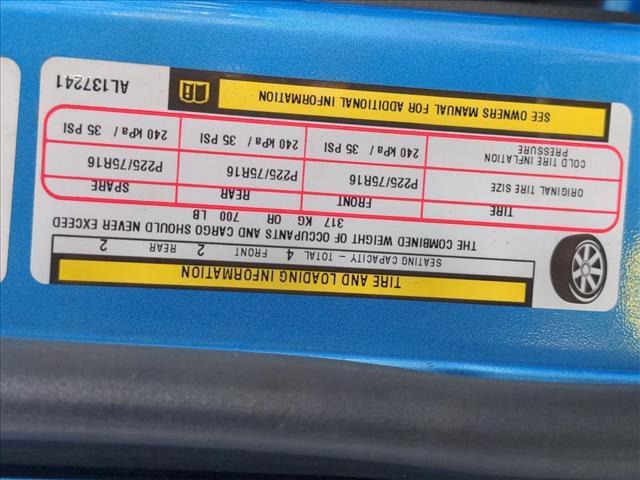 TIRE AND LOADING INFORMATION
SEATING CAPACITY - TOTAL 4 FRONT 2 REAR 2
THE COMBINED WEIGHT OF OCCUPANTS AND CARGO SHOULD NEVER EXCEED
317 KG OR 700 LB
TIRE FRONT REAR SPARE
ORIGINAL TIRE SIZE P225/75R16 P225/75R16 P225/75R16
COLD TIRE INFLATION
PRESSURE 240 kPa / 35 PSI 240 kPa / 35 PSI 240 kPa / 35 PSI
SEE OWNERS MANUAL FOR ADDITIONAL INFORMATION
AL137241